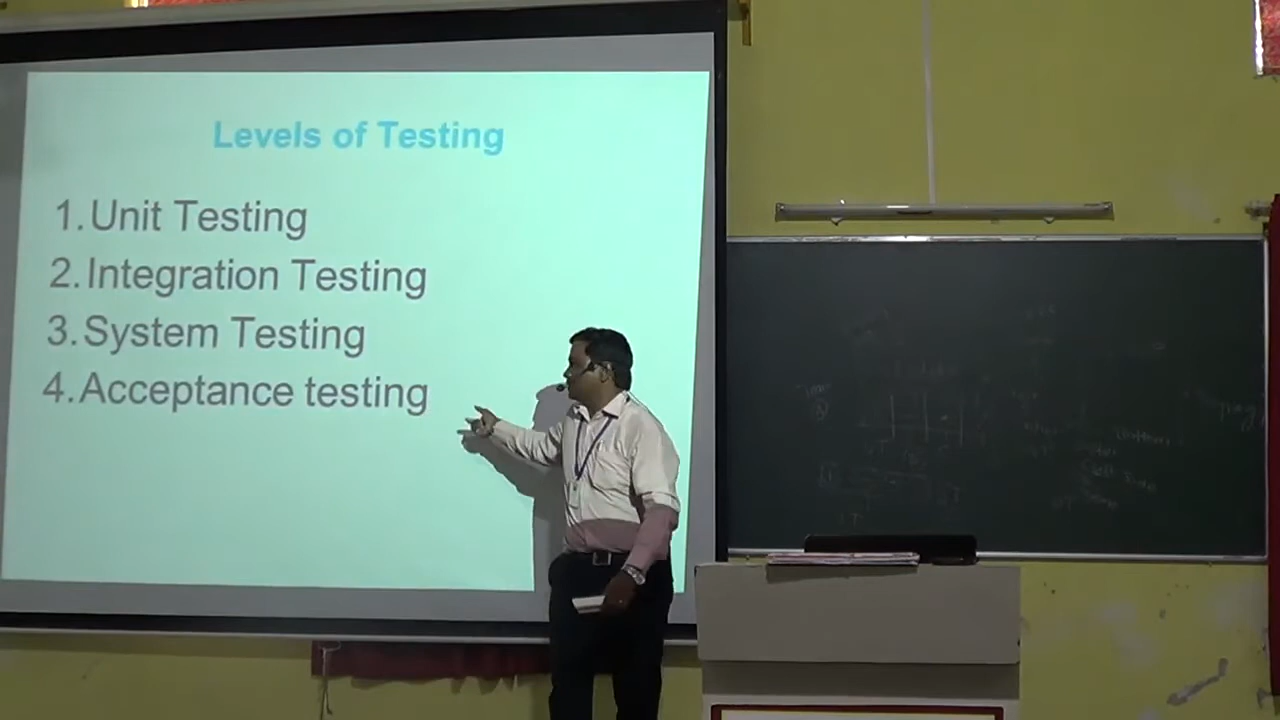 Levels of Testing
1. Unit Testing
2. Integration Testing
3. System Testing
4. Acceptance testing